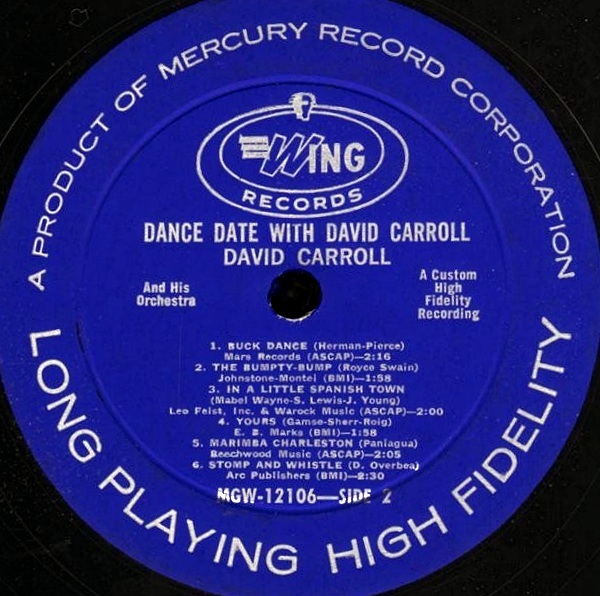 A PRODUCT OF MERCURY RECORD CORPORATION
WING
RECORDS
DANCE DATE WITH DAVID CARROLL
DAVID CARROLL
And His
Orchestra
A Custom
High
Fidelity
Recording
1. BUCK DANCE (Herman-Pierce)
Mars Records (ASCAP)—2:16
2. THE BUMPTY-BUMP (Royce Swain)
Johnstone-Montei (BMI)—1:58
3. IN A LITTLE SPANISH TOWN
(Mabel Wayne-S. Lewis-J. Young)
Leo Feist, Inc. & Warock Music (ASCAP)—2:00
4. YOURS (Gamse-Sherr-Roig)
E. B. Marks (BMI)—1:58
5. MARIMBA CHARLESTON (Paniagua)
Beechwood Music (ASCAP)—2:05
6. STOMP AND WHISTLE (D. Overbea)
Arc Publishers (BMI)—2:30
MGW-12106—SIDE 2
LONG PLAYING HIGH FIDELITY